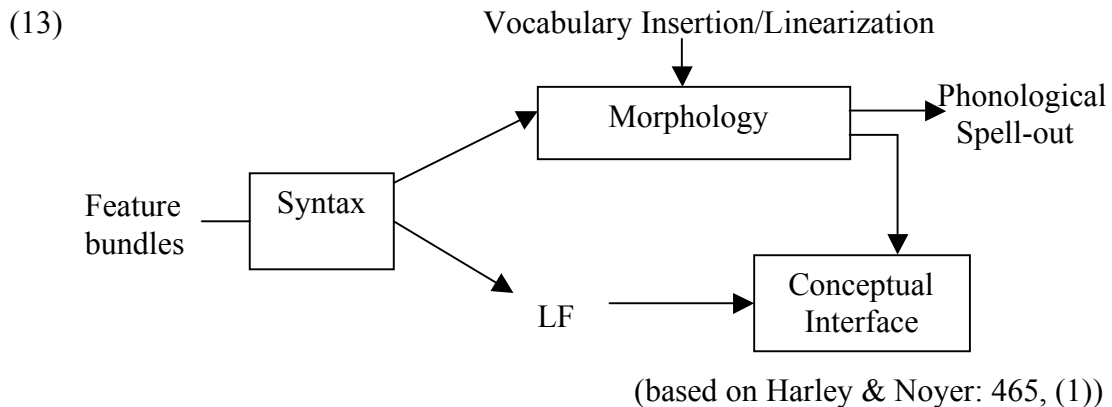 (13)
Vocabulary Insertion/Linearization
Morphology
Phonological
Spell-out
Feature
bundles
Syntax
LF
Conceptual
Interface
(based on Harley & Noyer: 465, (1))